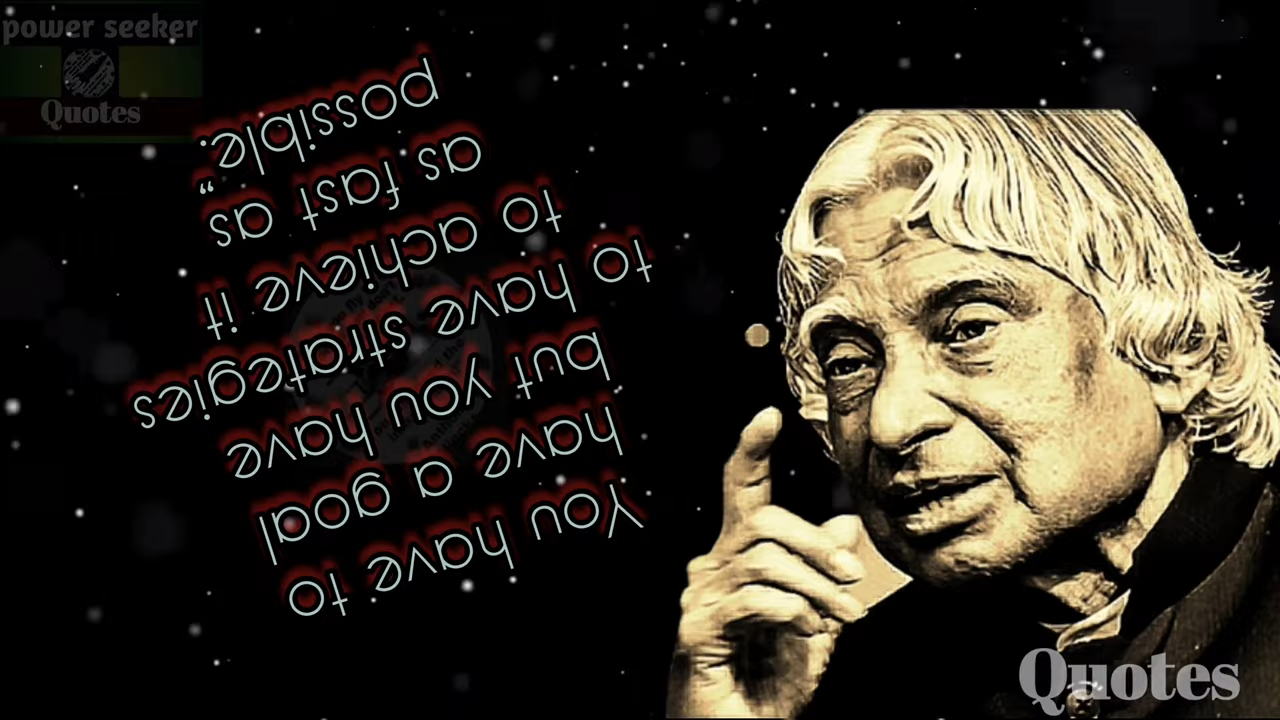 power seeker
Quotes
You have to
have a goal
but you have
to have strategies
to achieve it
as fast as
possible.”
Quotes